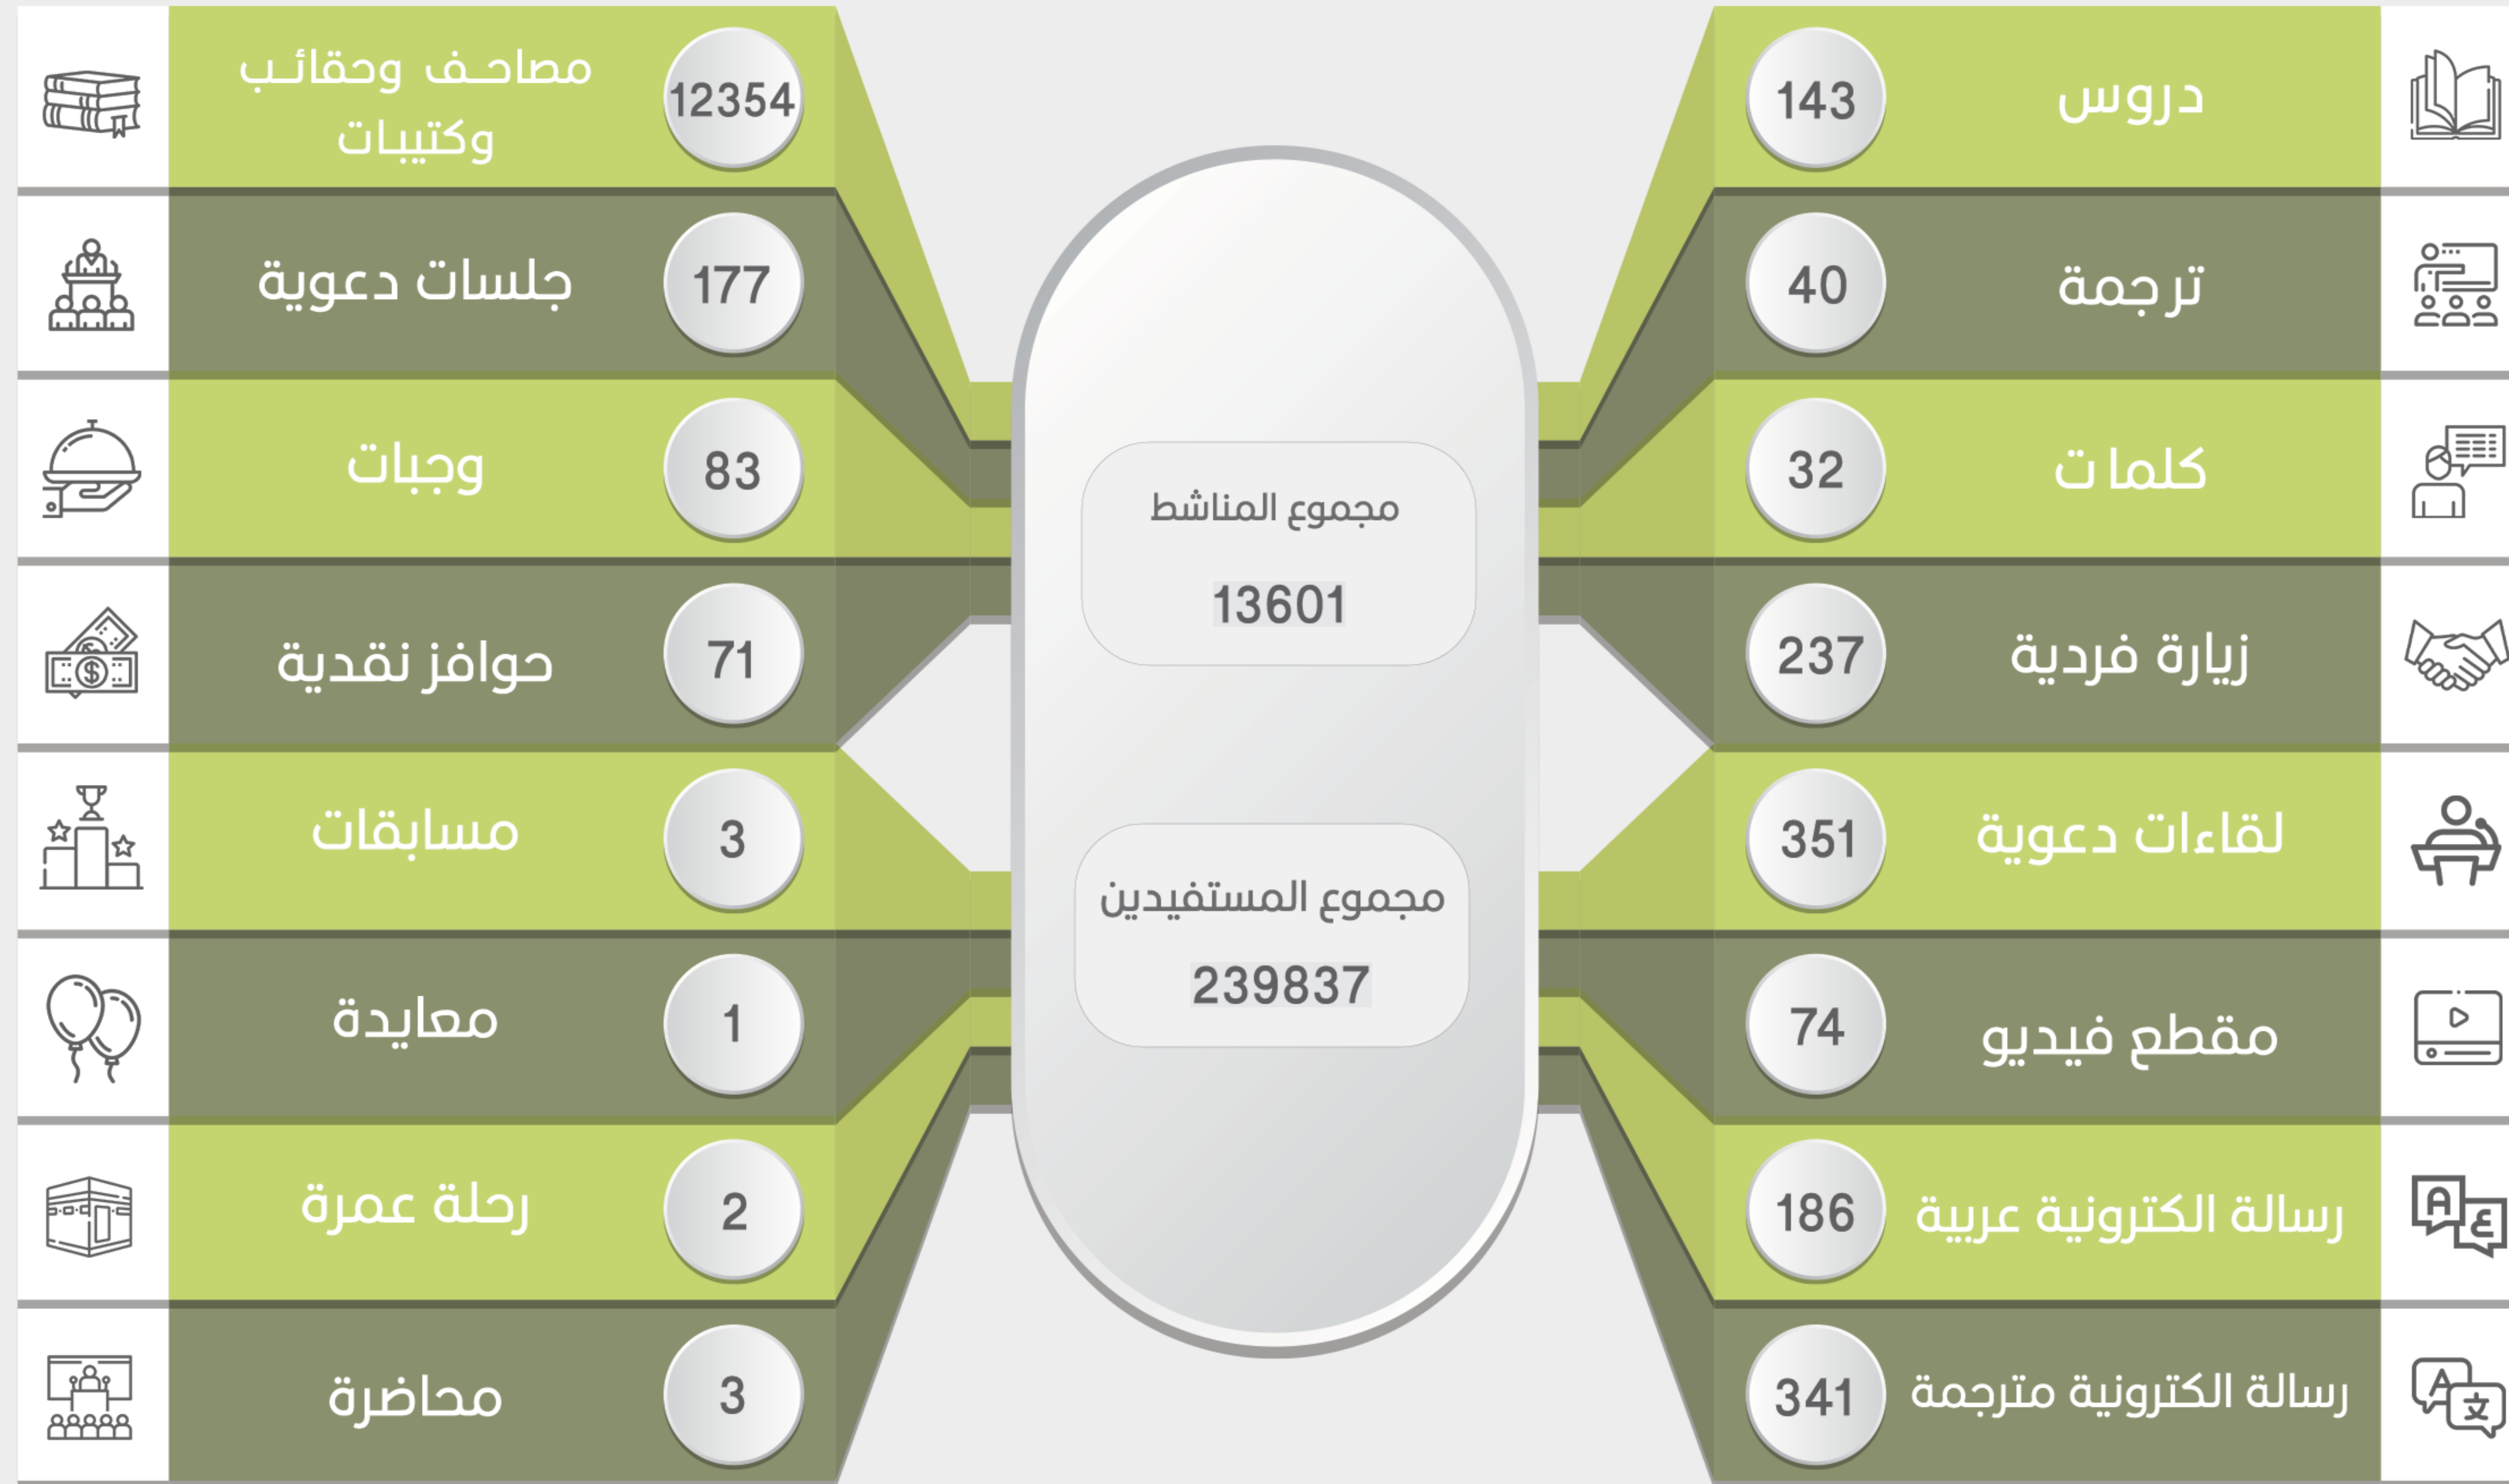 دروس
143
ترجمة
40
كلمات
32
زيارة فردية
237
لقاءات دعوية
351
مقطع فيديو
74
رسالة الكترونية عربية
186
رسالة الكترونية مترجمة
341
مجموع المناشط
13601
مجموع المستفيدين
239837
مصاحف وحقائب
وكتيبات
12354
جلسات دعوية
177
وجبات
83
حوافز نقدية
71
مسابقات
3
معايدة
1
رحلة عمرة
2
محاضرة
3